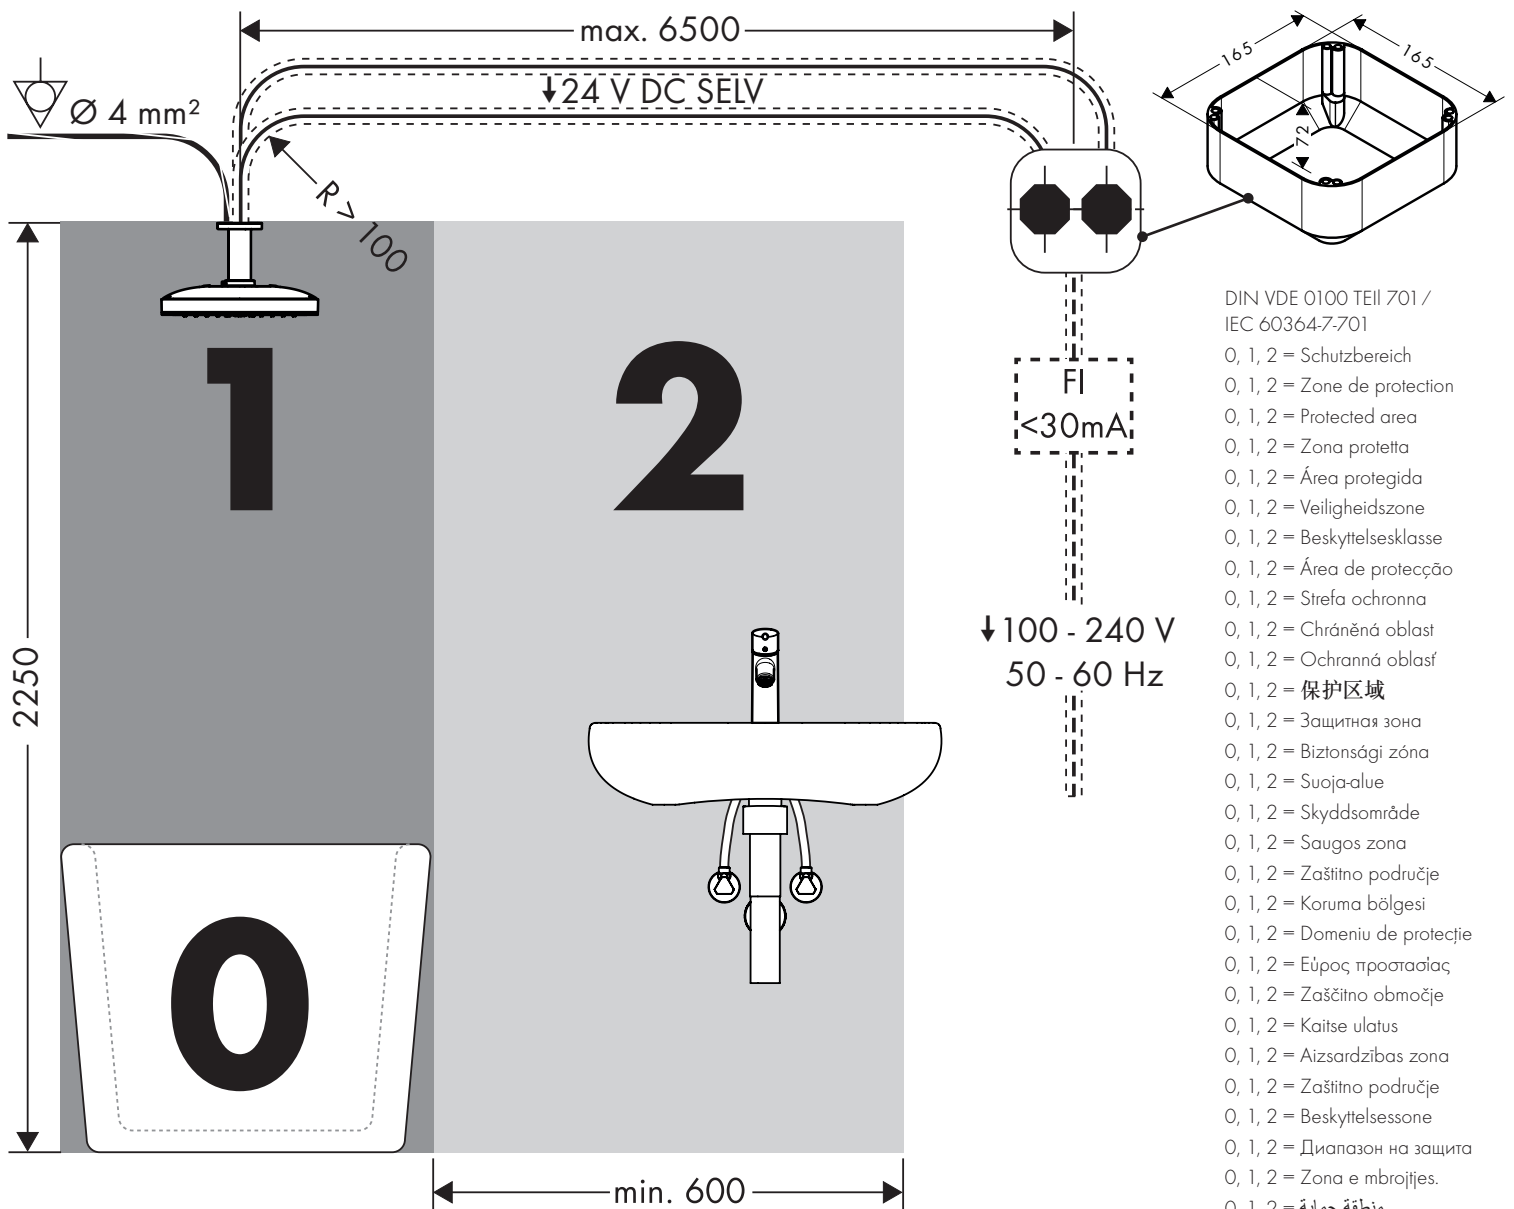 max. 6500
165
165
72
Ø 4 mm²
24 V DC SELV
R > 100
1
2
0
2250
FI
<30mA
100 - 240 V
50 - 60 Hz
min. 600
DIN VDE 0100 TEIl 701 /
IEC 60364-7-701
0, 1, 2 = Schutzbereich
0, 1, 2 = Zone de protection
0, 1, 2 = Protected area
0, 1, 2 = Zona protetta
0, 1, 2 = Área protegida
0, 1, 2 = Veiligheidszone
0, 1, 2 = Beskyttelsesklasse
0, 1, 2 = Área de protecção
0, 1, 2 = Strefa ochronna
0, 1, 2 = Chráněná oblast
0, 1, 2 = Ochranná oblasť
0, 1, 2 = 保护区域
0, 1, 2 = Защитная зона
0, 1, 2 = Biztonsági zóna
0, 1, 2 = Suoja-alue
0, 1, 2 = Skyddsområde
0, 1, 2 = Saugos zona
0, 1, 2 = Zaštitno područje
0, 1, 2 = Koruma bölgesi
0, 1, 2 = Domeniu de protecţie
0, 1, 2 = Εύρος προστασίας
0, 1, 2 = Zaščitno območje
0, 1, 2 = Kaitse ulatus
0, 1, 2 = Aizsardzības zona
0, 1, 2 = Zaštitno područje
0, 1, 2 = Beskyttelsessone
0, 1, 2 = Диапазон на защита
0, 1, 2 = Zona e mbrojtjes.
0, 1, 2 = منطقة حماية